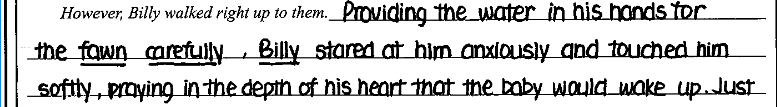 However, Billy walked right up to them. Providing the water in his hands for
the fawn carefully, Billy stared at him anxiously and touched him
softly, praying in the depth of his heart that the baby would wake up. Just